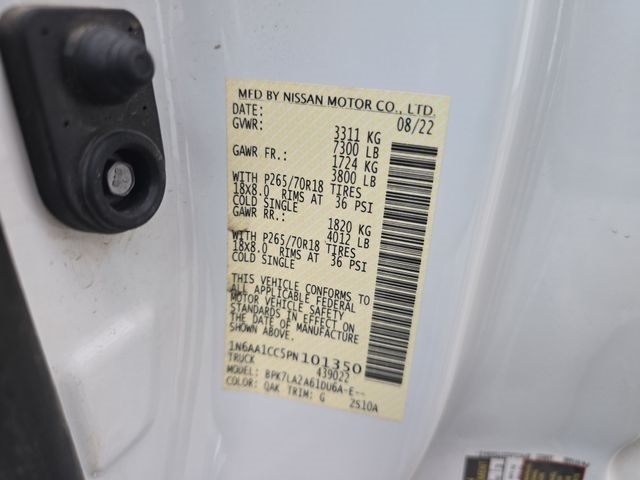 MFD BY NISSAN MOTOR CO., LTD.
DATE: 08/22
GVWR: 3311 KG
7300 LB
GAWR FR.: 1724 KG
3800 LB
WITH P265/70R18 TIRES
18X8.0 RIMS AT 36 PSI
COLD SINGLE
GAWR RR.: 1820 KG
4012 LB
WITH P265/70R18 TIRES
18X8.0 RIMS AT 36 PSI
COLD SINGLE
THIS VEHICLE CONFORMS TO
ALL APPLICABLE FEDERAL
MOTOR VEHICLE SAFETY
STANDARDS IN EFFECT ON
THE DATE OF MANUFACTURE
SHOWN ABOVE.
1N6AA1CC5PN101350
TRUCK 439022
MODEL: BPK7LA2A61DU6A-E--
COLOR: QAK TRIM: G 2S10A